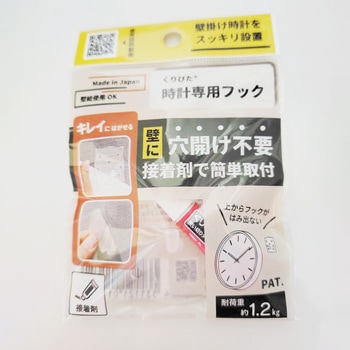 壁掛け時計を
スッキリ設置
Made in Japan
壁紙使用OK
くりぴた
時計専用フック
キレイにはがせる
壁に
穴開け不要
接着剤で簡単取付
上からフックが
はみ出ない
PAT.
耐荷重
約1.2kg
接着剤